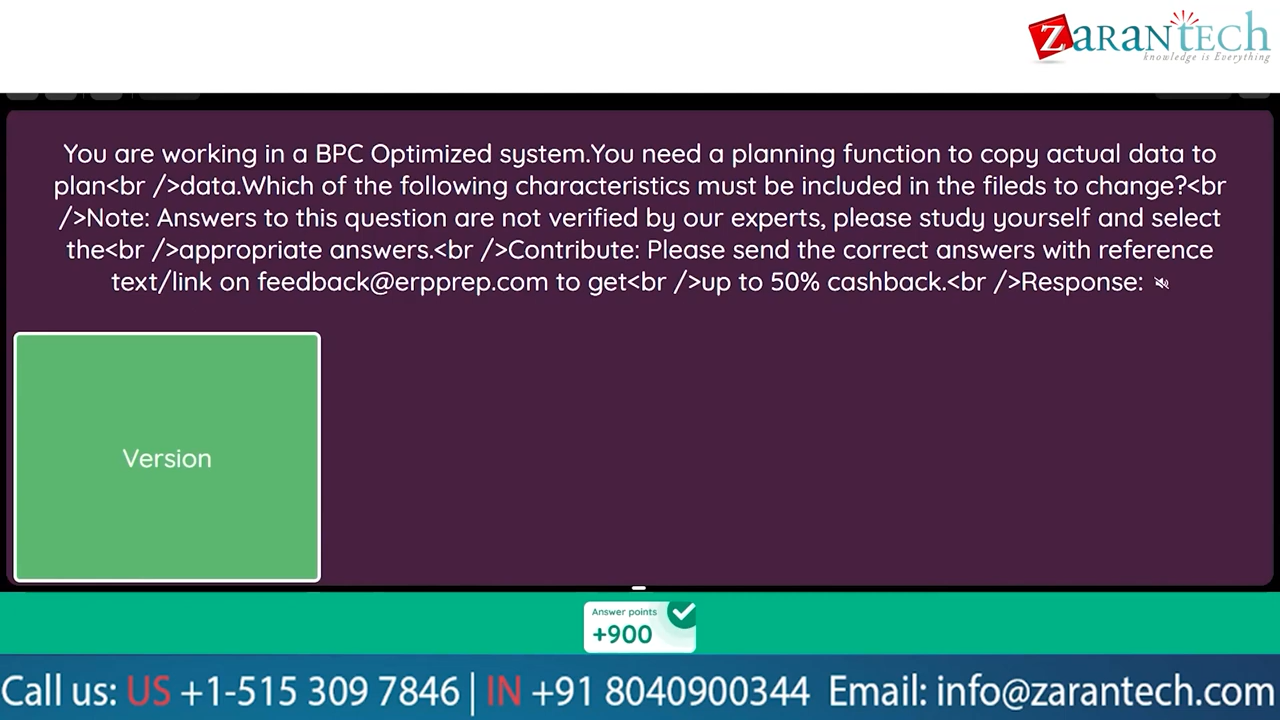 ZARANTECH
knowledge is Everything
You are working in a BPC Optimized system.You need a planning function to copy actual data to
plan<br />data.Which of the following characteristics must be included in the fileds to change?<br
/>Note: Answers to this question are not verified by our experts, please study yourself and select
the<br />appropriate answers.<br />Contribute: Please send the correct answers with reference
text/link on feedback@erpprep.com to get<br />up to 50% cashback.<br />Response:
Version
Answer points
+900
Call us: US +1-515 309 7846 | IN +91 8040900344 Email: info@zarantech.com